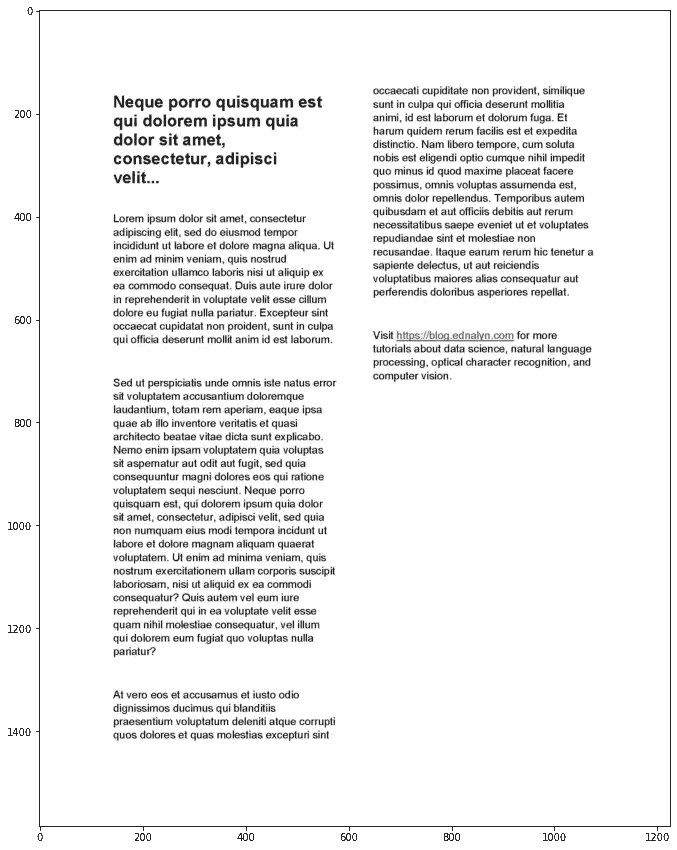 0
200
400
600
800
1000
1200
1400
Neque porro quisquam est
qui dolorem ipsum quia
dolor sit amet,
consectetur, adipisci
velit...
Lorem ipsum dolor sit amet, consectetur
adipiscing elit, sed do eiusmod tempor
incididunt ut labore et dolore magna aliqua. Ut
enim ad minim veniam, quis nostrud
exercitation ullamco laboris nisi ut aliquip ex
ea commodo consequat. Duis aute irure dolor
in reprehenderit in voluptate velit esse cillum
dolore eu fugiat nulla pariatur. Excepteur sint
occaecat cupidatat non proident, sunt in culpa
qui officia deserunt mollit anim id est laborum.
Sed ut perspiciatis unde omnis iste natus error
sit voluptatem accusantium doloremque
laudantium, totam rem aperiam, eaque ipsa
quae ab illo inventore veritatis et quasi
architecto beatae vitae dicta sunt explicabo.
Nemo enim ipsam voluptatem quia voluptas
sit aspernatur aut odit aut fugit, sed quia
consequuntur magni dolores eos qui ratione
voluptatem sequi nesciunt. Neque porro
quisquam est, qui dolorem ipsum quia dolor
sit amet, consectetur, adipisci velit, sed quia
non numquam eius modi tempora incidunt ut
labore et dolore magnam aliquam quaerat
voluptatem. Ut enim ad minima veniam, quis
nostrum exercitationem ullam corporis suscipit
laboriosam, nisi ut aliquid ex ea commodi
consequatur? Quis autem vel eum iure
reprehenderit qui in ea voluptate velit esse
quam nihil molestiae consequatur, vel illum
qui dolorem eum fugiat quo voluptas nulla
pariatur?
At vero eos et accusamus et iusto odio
dignissimos ducimus qui blanditiis
praesentium voluptatum deleniti atque corrupti
quos dolores et quas molestias excepturi sint
occaecati cupiditate non provident, similique
sunt in culpa qui officia deserunt mollitia
animi, id est laborum et dolorum fuga. Et
harum quidem rerum facilis est et expedita
distinctio. Nam libero tempore, cum soluta
nobis est eligendi optio cumque nihil impedit
quo minus id quod maxime placeat facere
possimus, omnis voluptas assumenda est,
omnis dolor repellendus. Temporibus autem
quibusdam et aut officiis debitis aut rerum
necessitatibus saepe eveniet ut et voluptates
repudiandae sint et molestiae non
recusandae. Itaque earum rerum hic tenetur a
sapiente delectus, ut aut reiciendis
voluptatibus maiores alias consequatur aut
perferendis doloribus asperiores repellat.
Visit https://blog.ednalyn.com for more
tutorials about data science, natural language
processing, optical character recognition, and
computer vision.
0 200 400 600 800 1000 1200